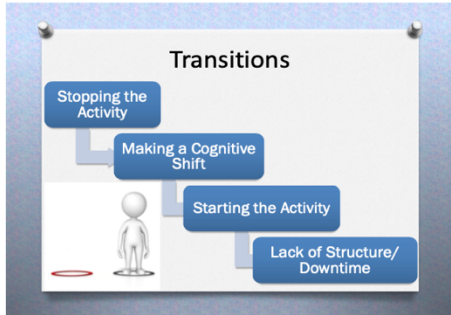 Transitions
Stopping the
Activity
Making a Cognitive
Shift
Starting the Activity
Lack of Structure/
Downtime